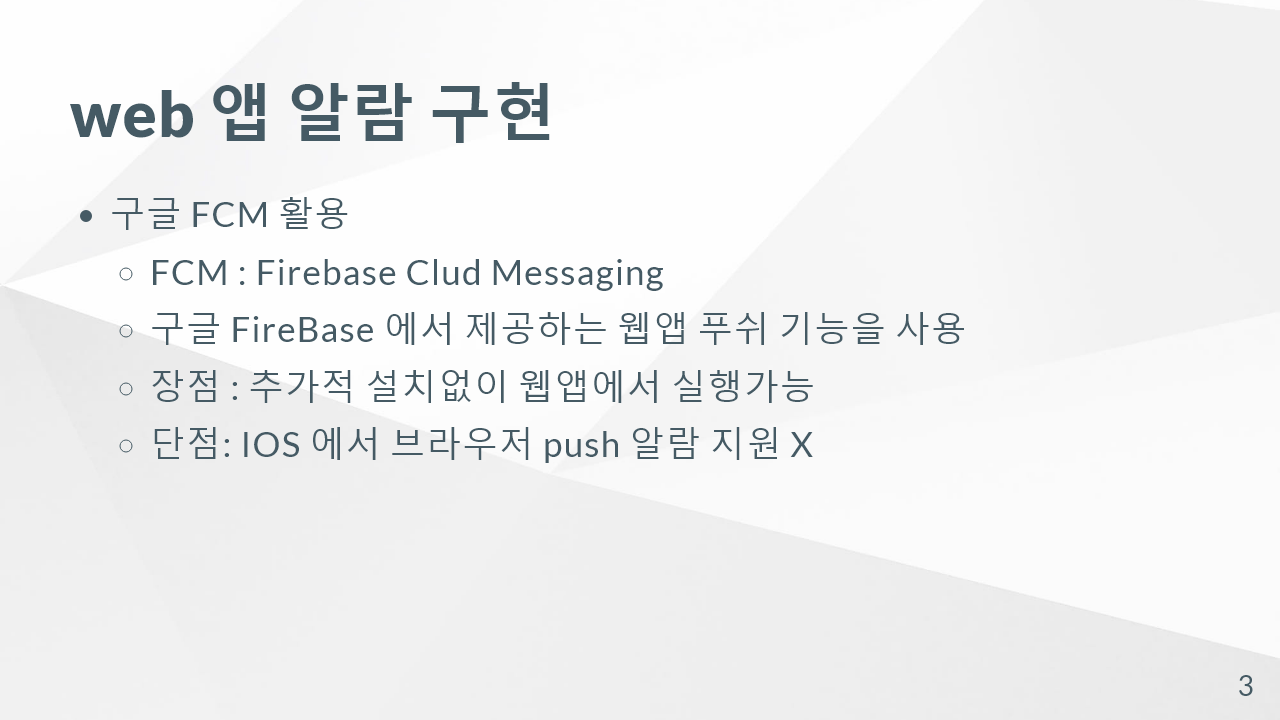 web 앱 알람 구현
구글 FCM 활용
FCM : Firebase Clud Messaging
구글 FireBase 에서 제공하는 웹앱 푸쉬 기능을 사용
장점 : 추가적 설치없이 웹앱에서 실행가능
단점: IOS 에서 브라우저 push 알람 지원 X
3